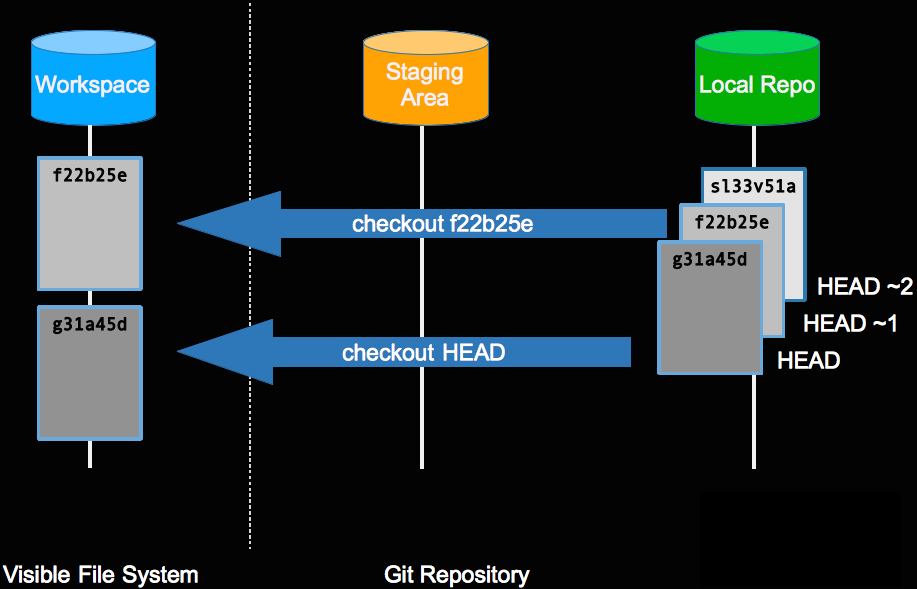 Workspace
Staging
Area
Local Repo
f22b25e
sl33v51a
checkout f22b25e
f22b25e
g31a45d
HEAD ~2
g31a45d
HEAD ~1
checkout HEAD
HEAD
Visible File System
Git Repository